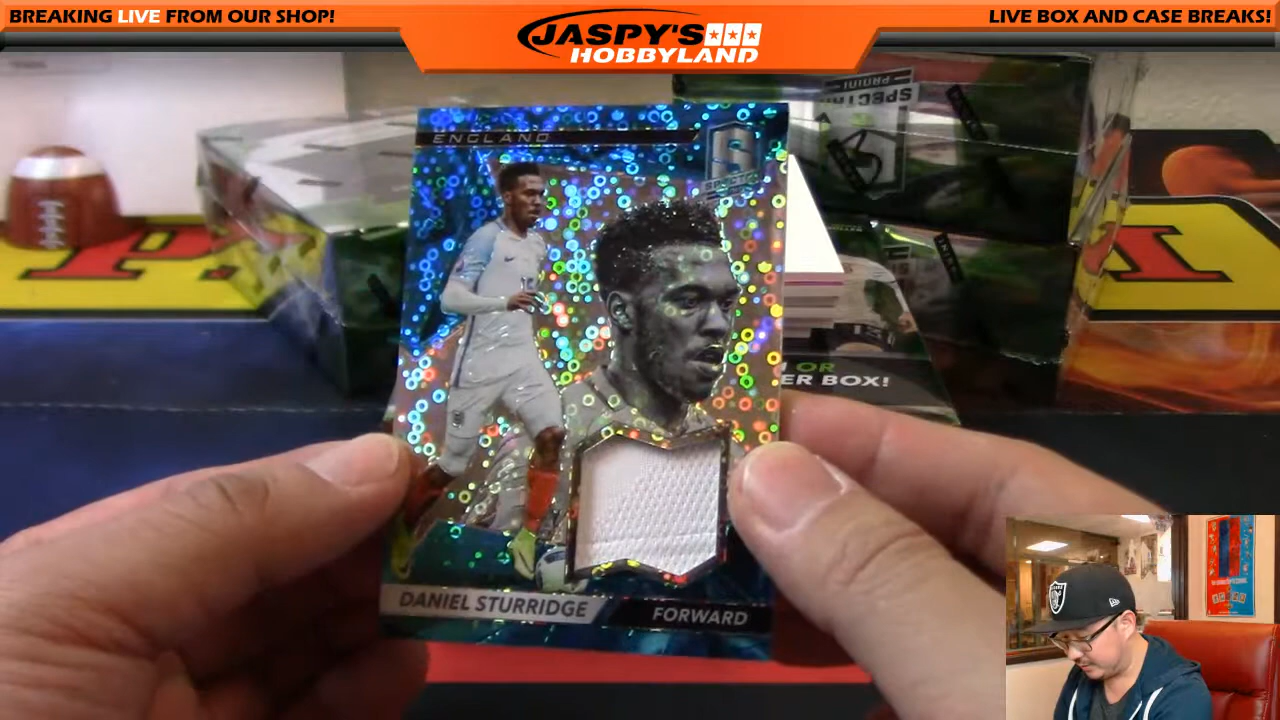 BREAKING LIVE FROM OUR SHOP!
JASPY'S
HOBBYLAND
LIVE BOX AND CASE BREAKS!
SPECTRA
PANINI
ENGLAND
S
SPECTRA
P.
OR
ER BOX!
DANIEL STURRIDGE
FORWARD